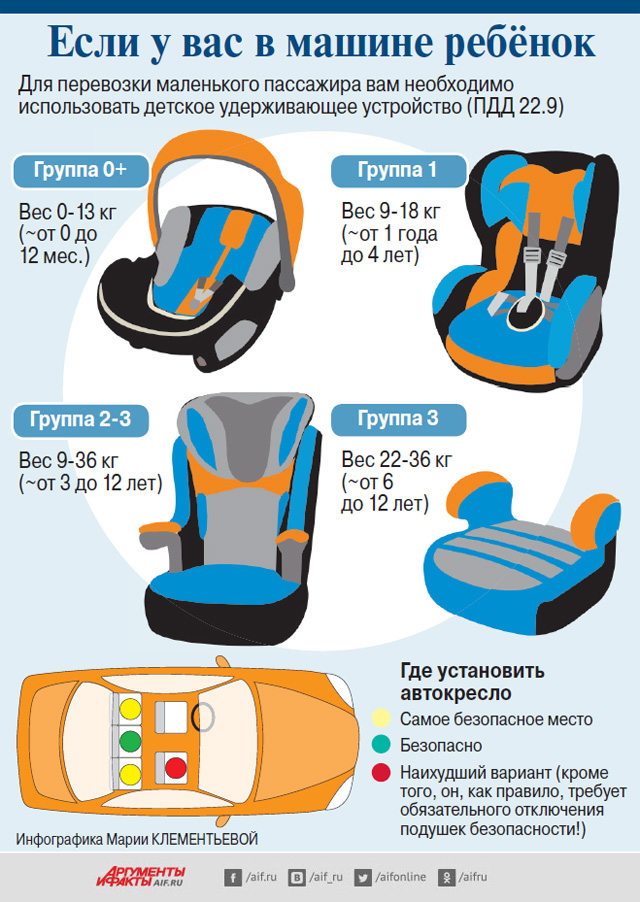 Если у вас в машине ребёнок
Для перевозки маленького пассажира вам необходимо
использовать детское удерживающее устройство (ПДД 22.9)
Группа 0+
Вес 0-13 кг
(~от 0 до
12 мес.)
Группа 1
Вес 9-18 кг
(~от 1 года
до 4 лет)
Группа 2-3
Вес 9-36 кг
(~от 3 до 12 лет)
Группа 3
Вес 22-36 кг
(~от 6
до 12 лет)
Где установить
автокресло
Самое безопасное место
Безопасно
Наихудший вариант (кроме
того, он, как правило, требует
обязательного отключения
подушек безопасности!)
Инфографика Марии КЛЕМЕНТЬЕВОЙ
АРГУМЕНТЫ
И ФАКТЫ AIF.RU
/aif.ru
/aif_ru
/aifonline
/aifru